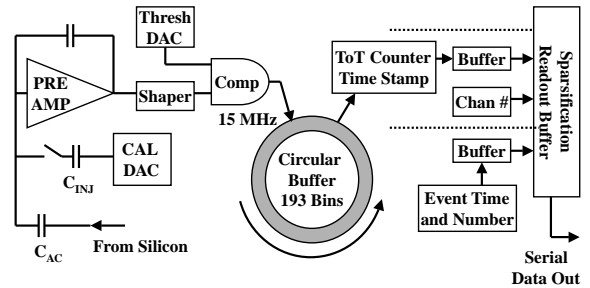 Thresh
DAC
PRE
AMP
Shaper
Comp
15 MHz
CAL
DAC
C_INJ
C_AC
From Silicon
Circular
Buffer
193 Bins
ToT Counter
Time Stamp
Buffer
Chan #
Buffer
Event Time
and Number
Sparsification
Readout Buffer
Serial
Data Out